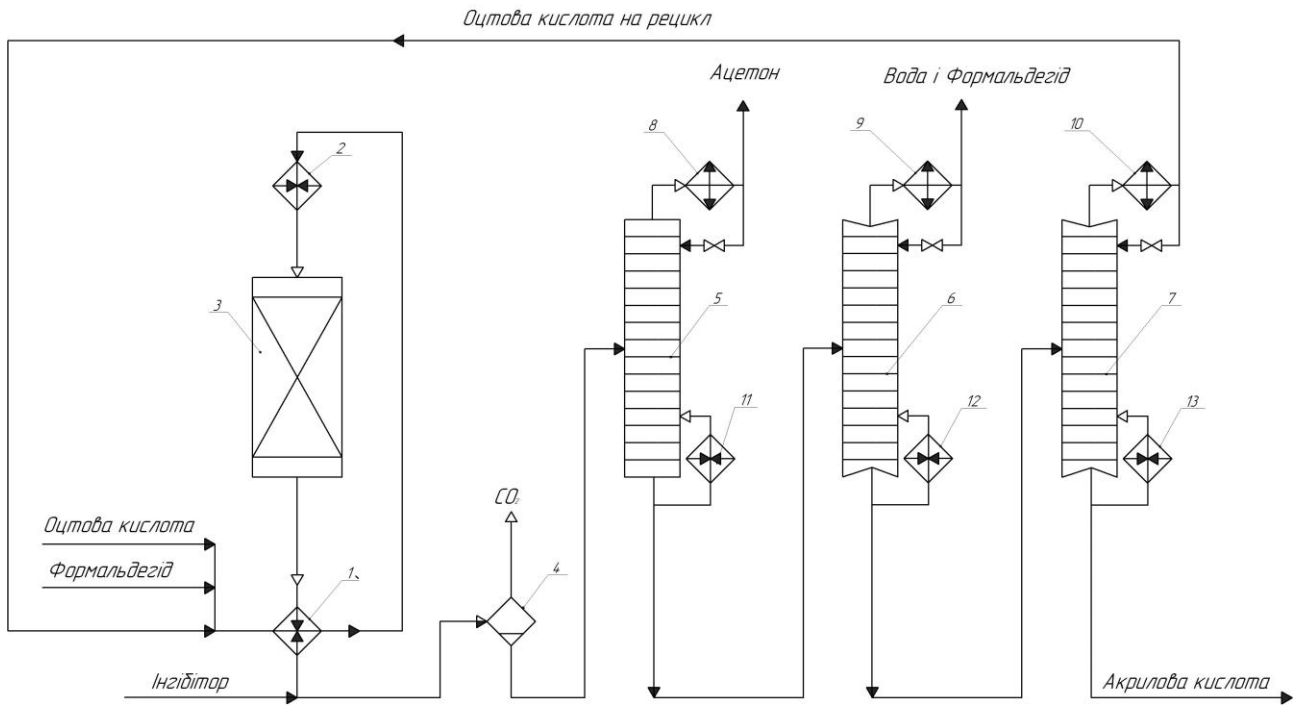 Оцтова кислота на рецикл
Ацетон
Вода і Формальдегід
8
9
10
2
3
5
6
7
11
12
13
CO₂
Оцтова кислота
Формальдегід
1
4
Інгібітор
Акрилова кислота